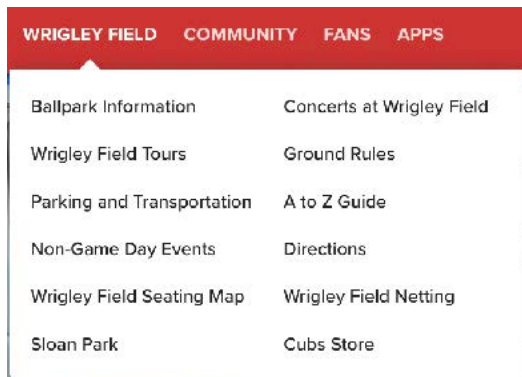 WRIGLEY FIELD COMMUNITY FANS APPS
Ballpark Information
Concerts at Wrigley Field
Wrigley Field Tours
Ground Rules
Parking and Transportation
A to Z Guide
Non-Game Day Events
Directions
Wrigley Field Seating Map
Wrigley Field Netting
Sloan Park
Cubs Store